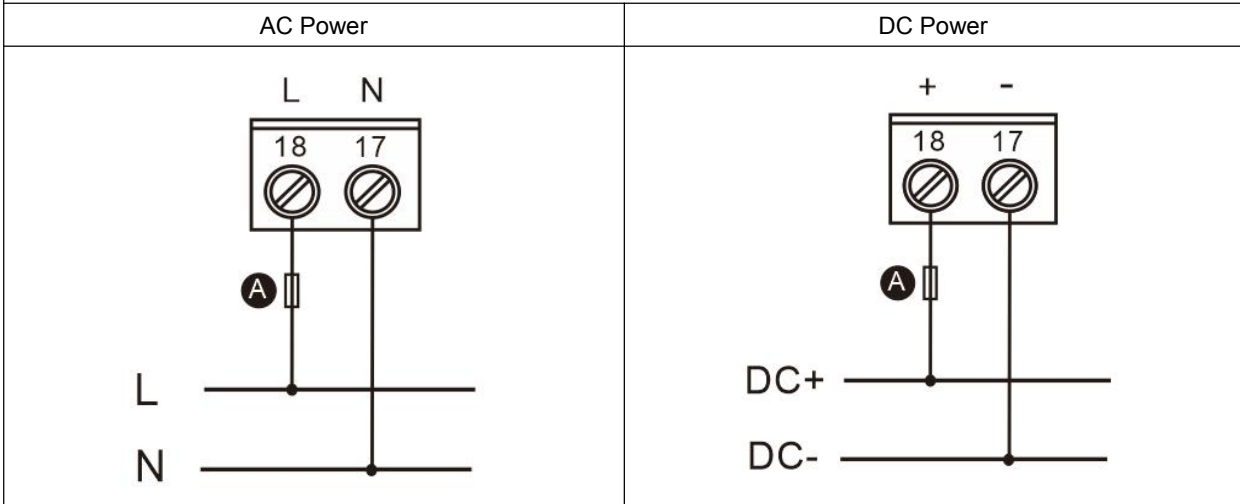 AC Power
DC Power
L N
18 17
A
L
N
+ -
18 17
A
DC+
DC-